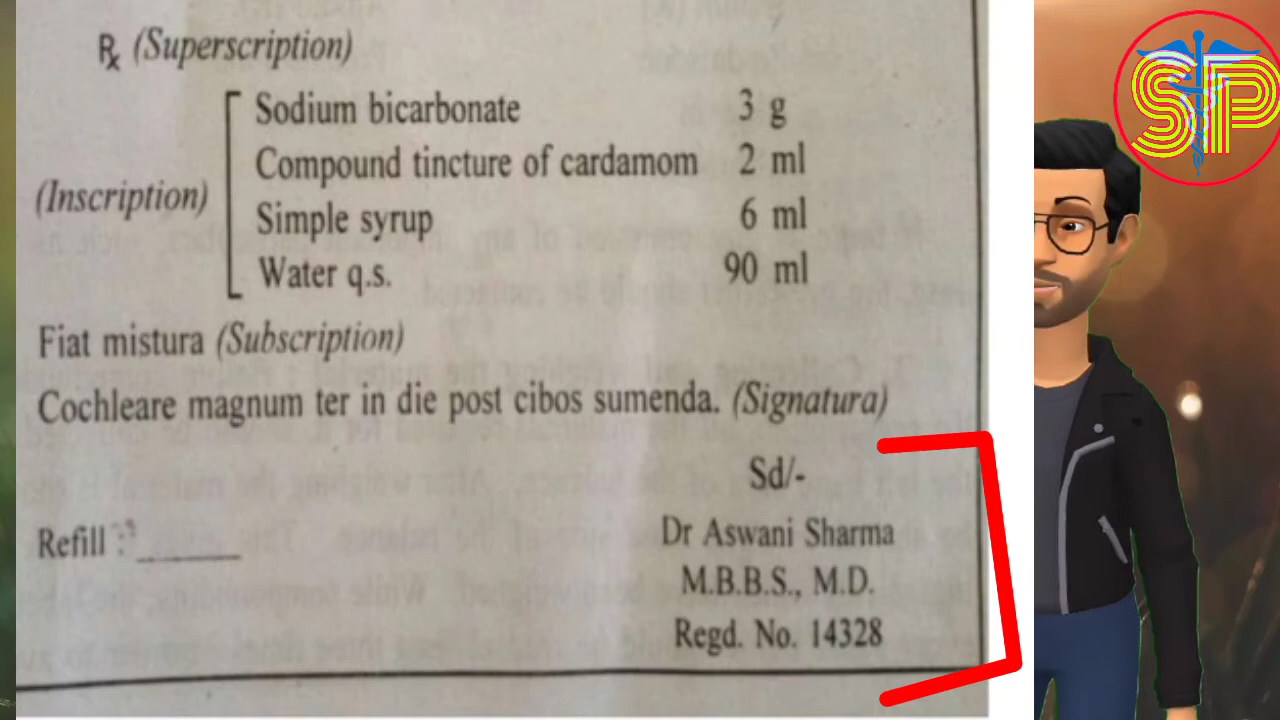 ℞ (Superscription)
Sodium bicarbonate 3 g
Compound tincture of cardamom 2 ml
(Inscription)
Simple syrup 6 ml
Water q.s. 90 ml
Fiat mistura (Subscription)
Cochleare magnum ter in die post cibos sumenda. (Signatura)
Sd/-
Refill :
Dr Aswani Sharma
M.B.B.S., M.D.
Regd. No. 14328
SP